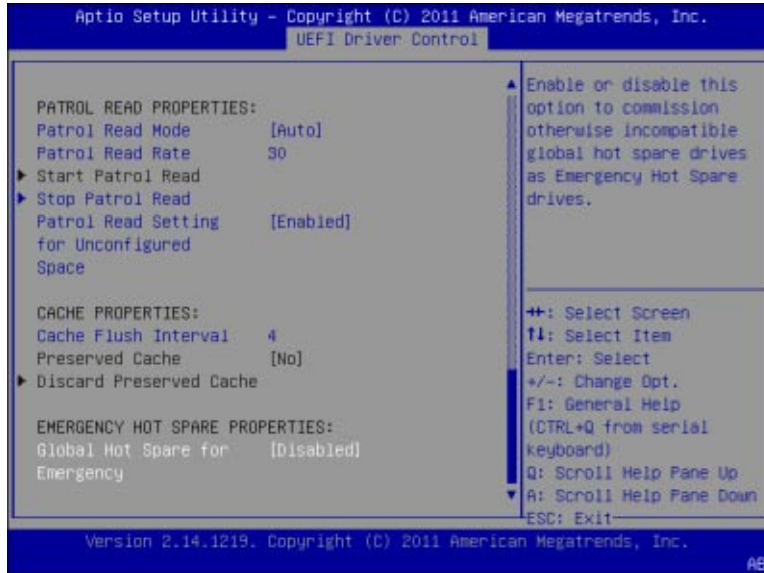 Aptio Setup Utility – Copyright (C) 2011 American Megatrends, Inc.
UEFI Driver Control
PATROL READ PROPERTIES:
Patrol Read Mode [Auto]
Patrol Read Rate 30
Start Patrol Read
Stop Patrol Read
Patrol Read Setting [Enabled]
for Unconfigured
Space
CACHE PROPERTIES:
Cache Flush Interval 4
Preserved Cache [No]
Discard Preserved Cache
EMERGENCY HOT SPARE PROPERTIES:
Global Hot Spare for [Disabled]
Emergency
Enable or disable this
option to commission
otherwise incompatible
global hot spare drives
as Emergency Hot Spare
drives.
→←: Select Screen
↑↓: Select Item
Enter: Select
+/-: Change Opt.
F1: General Help
(CTRL+Q from serial
keyboard)
Q: Scroll Help Pane Up
A: Scroll Help Pane Down
ESC: Exit
Version 2.14.1219. Copyright (C) 2011 American Megatrends, Inc.
AB